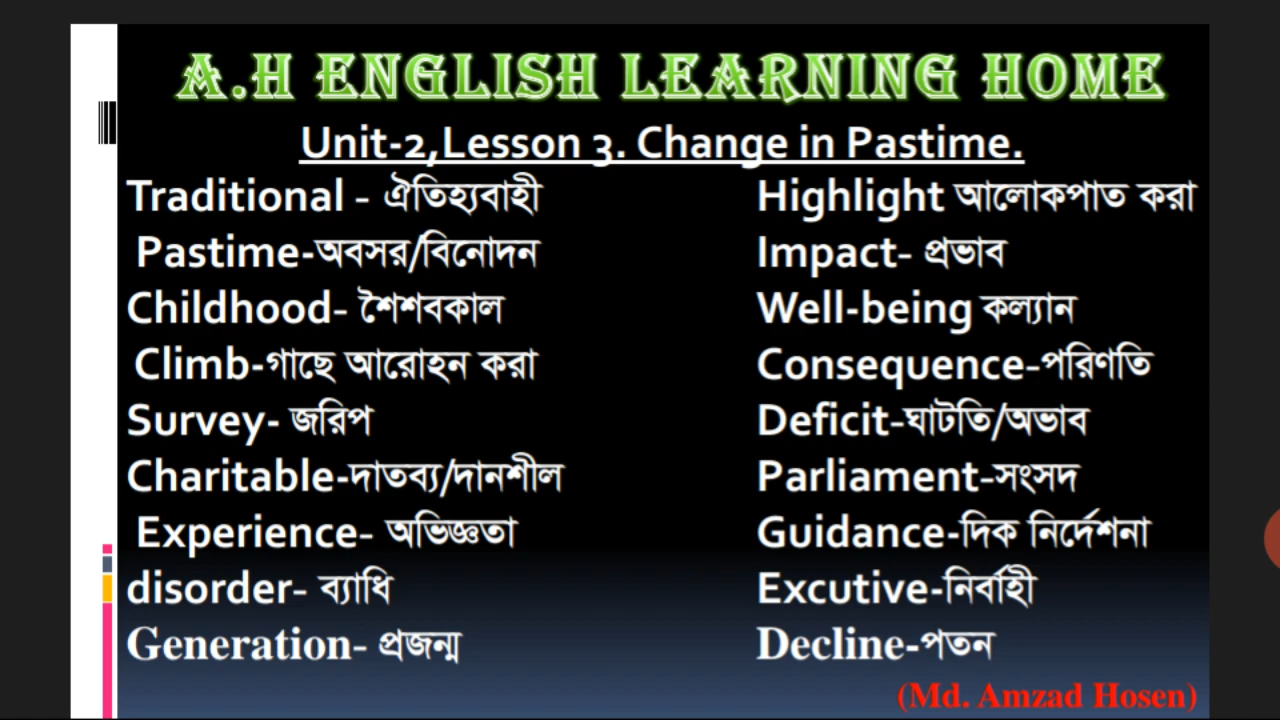 A.H ENGLISH LEARNING HOME
Unit-2,Lesson 3. Change in Pastime.
Traditional - ঐতিহ্যবাহী
Pastime-অবসর/বিনোদন
Childhood- শৈশবকাল
Climb-গাছে আরোহন করা
Survey- জরিপ
Charitable-দাতব্য/দানশীল
Experience- অভিজ্ঞতা
disorder- ব্যাধি
Generation- প্রজন্ম
Highlight আলোকপাত করা
Impact- প্রভাব
Well-being কল্যান
Consequence-পরিণতি
Deficit-ঘাটতি/অভাব
Parliament-সংসদ
Guidance-দিক নির্দেশনা
Excutive-নির্বাহী
Decline-পতন
(Md. Amzad Hosen)